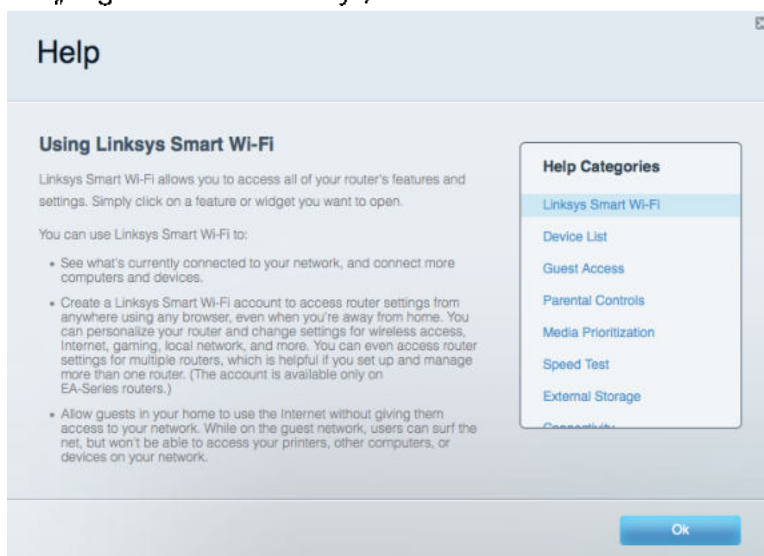 Help
Using Linksys Smart Wi-Fi
Linksys Smart Wi-Fi allows you to access all of your router's features and
settings. Simply click on a feature or widget you want to open.
You can use Linksys Smart Wi-Fi to:
• See what's currently connected to your network, and connect more
computers and devices.
• Create a Linksys Smart Wi-Fi account to access router settings from
anywhere using any browser, even when you're away from home. You
can personalize your router and change settings for wireless access,
Internet, gaming, local network, and more. You can even access router
settings for multiple routers, which is helpful if you set up and manage
more than one router. (The account is available only on
EA-Series routers.)
• Allow guests in your home to use the Internet without giving them
access to your network. While on the guest network, users can surf the
net, but won't be able to access your printers, other computers, or
devices on your network.
Help Categories
Linksys Smart Wi-Fi
Device List
Guest Access
Parental Controls
Media Prioritization
Speed Test
External Storage
Connectivity
Ok